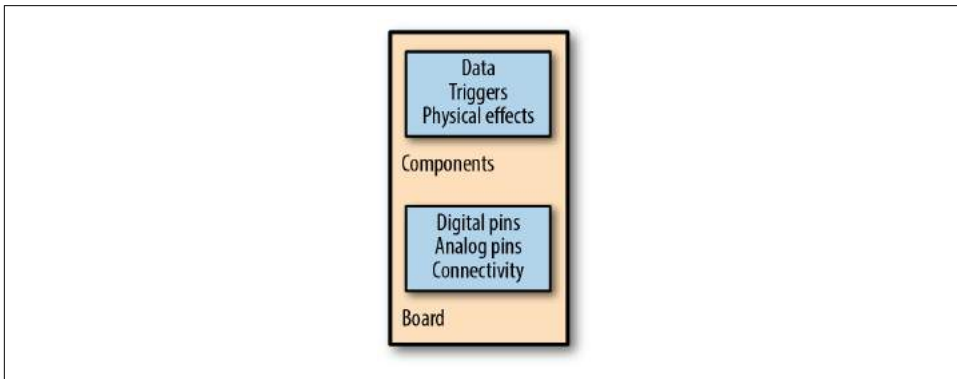 Data
Triggers
Physical effects
Components
Digital pins
Analog pins
Connectivity
Board